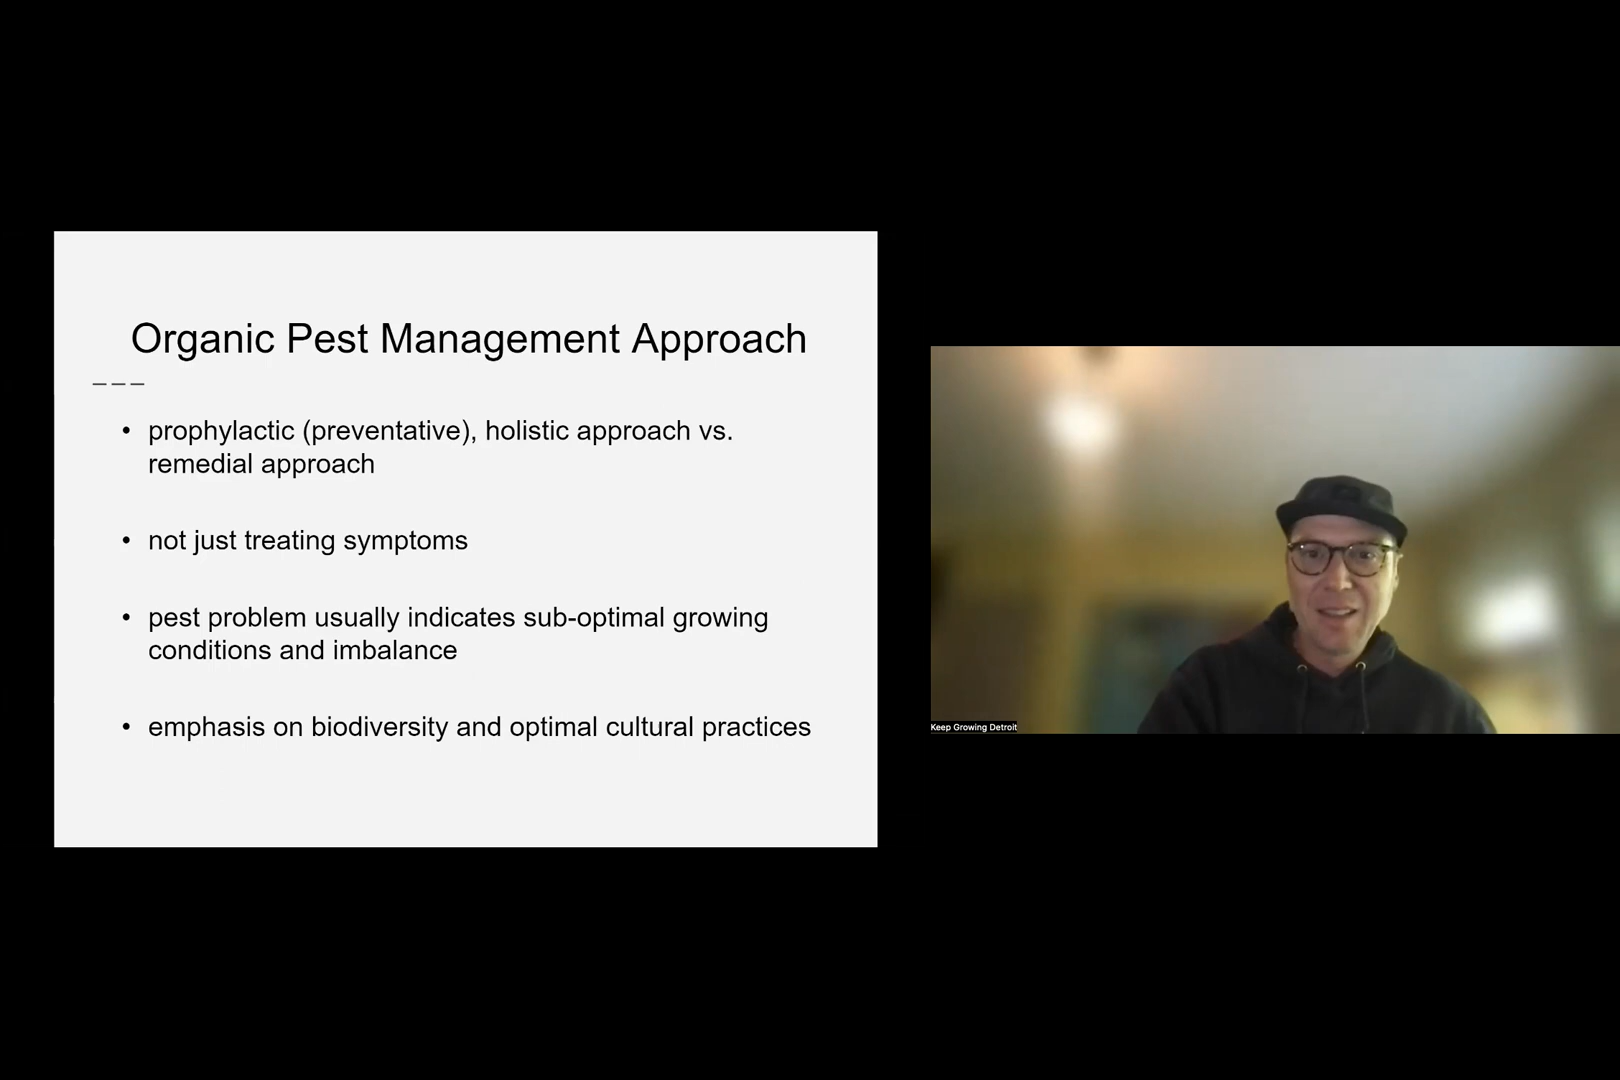 Organic Pest Management Approach
• prophylactic (preventative), holistic approach vs.
remedial approach
• not just treating symptoms
• pest problem usually indicates sub-optimal growing
conditions and imbalance
• emphasis on biodiversity and optimal cultural practices
Keep Growing Detroit